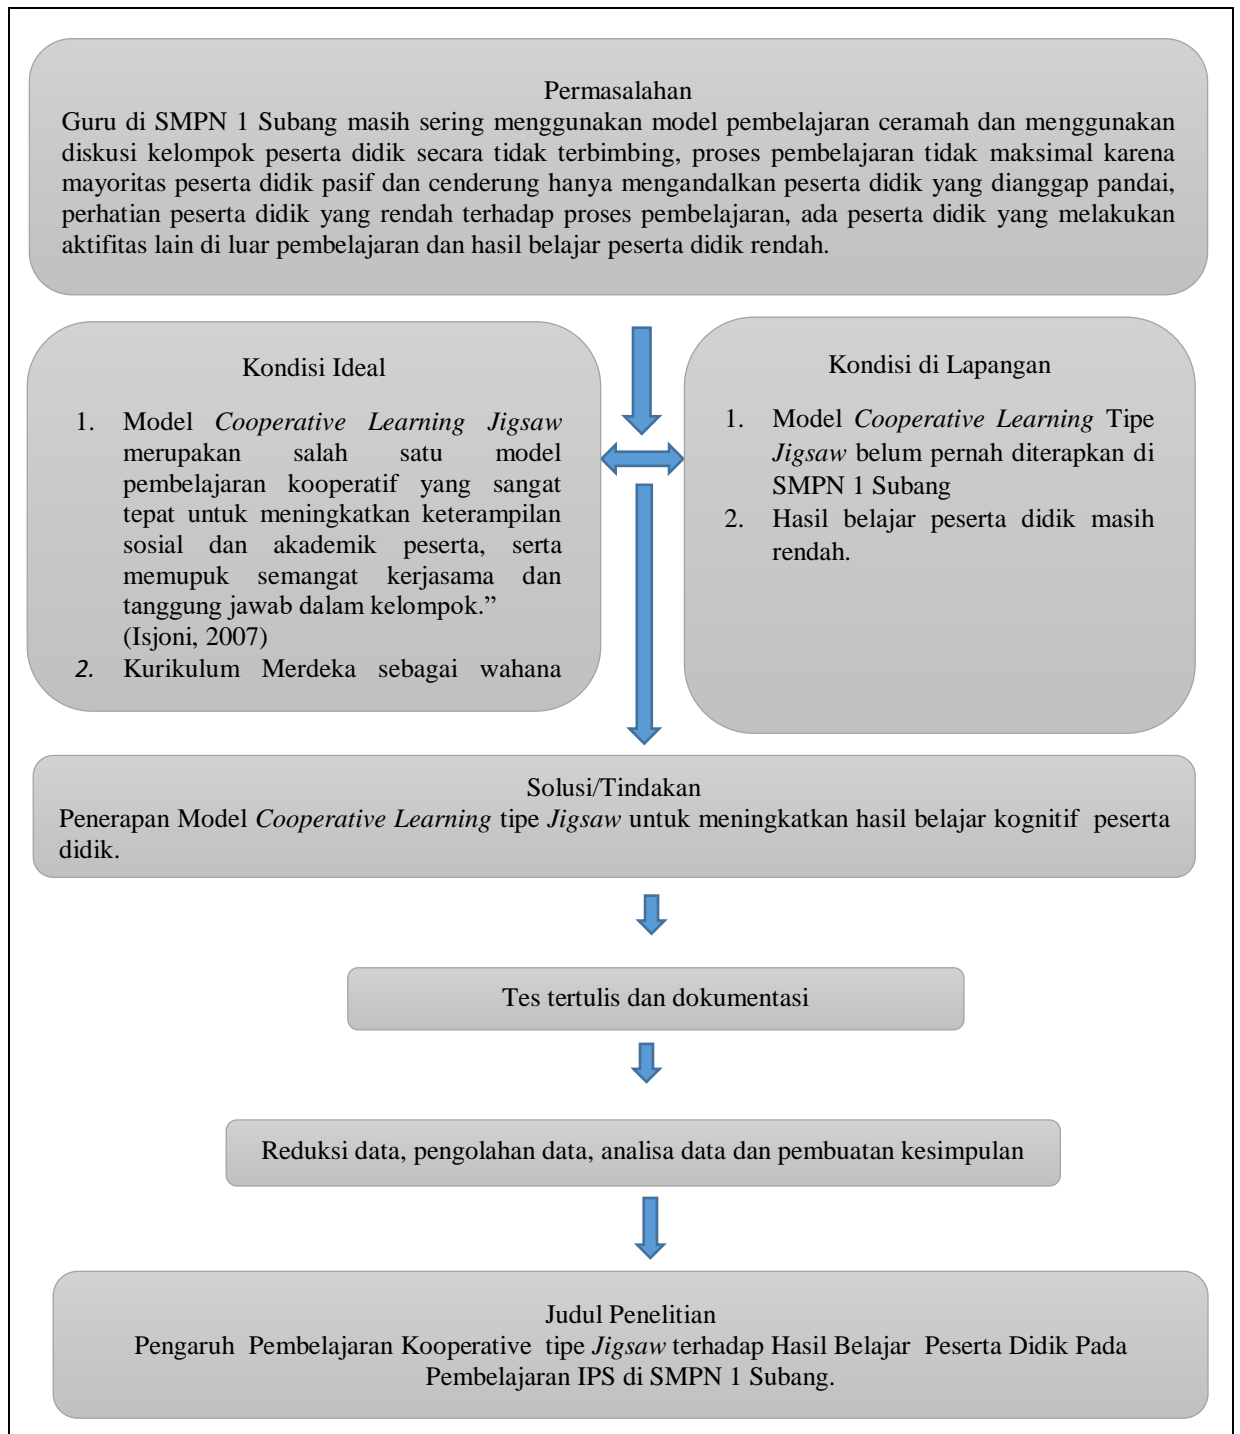 Permasalahan
Guru di SMPN 1 Subang masih sering menggunakan model pembelajaran ceramah dan menggunakan
diskusi kelompok peserta didik secara tidak terbimbing, proses pembelajaran tidak maksimal karena
mayoritas peserta didik pasif dan cenderung hanya mengandalkan peserta didik yang dianggap pandai,
perhatian peserta didik yang rendah terhadap proses pembelajaran, ada peserta didik yang melakukan
aktifitas lain di luar pembelajaran dan hasil belajar peserta didik rendah.
Kondisi Ideal
1. Model Cooperative Learning Jigsaw
merupakan salah satu model
pembelajaran kooperatif yang sangat
tepat untuk meningkatkan keterampilan
sosial dan akademik peserta, serta
memupuk semangat kerjasama dan
tanggung jawab dalam kelompok.”
(Isjoni, 2007)
2. Kurikulum Merdeka sebagai wahana
Kondisi di Lapangan
1. Model Cooperative Learning Tipe
Jigsaw belum pernah diterapkan di
SMPN 1 Subang
2. Hasil belajar peserta didik masih
rendah.
Solusi/Tindakan
Penerapan Model Cooperative Learning tipe Jigsaw untuk meningkatkan hasil belajar kognitif peserta
didik.
Tes tertulis dan dokumentasi
Reduksi data, pengolahan data, analisa data dan pembuatan kesimpulan
Judul Penelitian
Pengaruh Pembelajaran Kooperative tipe Jigsaw terhadap Hasil Belajar Peserta Didik Pada
Pembelajaran IPS di SMPN 1 Subang.